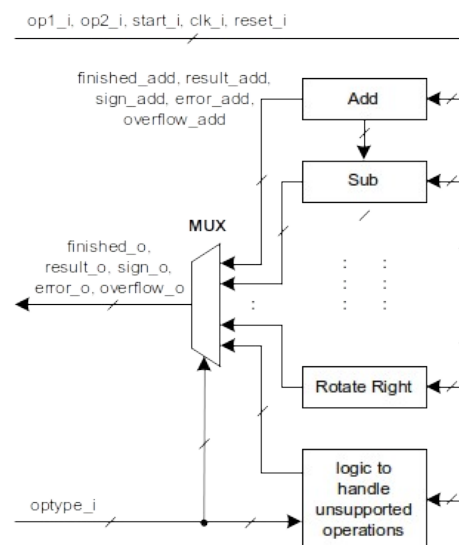 op1_i, op2_i, start_i, clk_i, reset_i
finished_add, result_add,
sign_add, error_add,
overflow_add
Add
Sub
MUX
finished_o,
result_o, sign_o,
error_o, overflow_o
Rotate Right
logic to
handle
unsupported
operations
optype_i